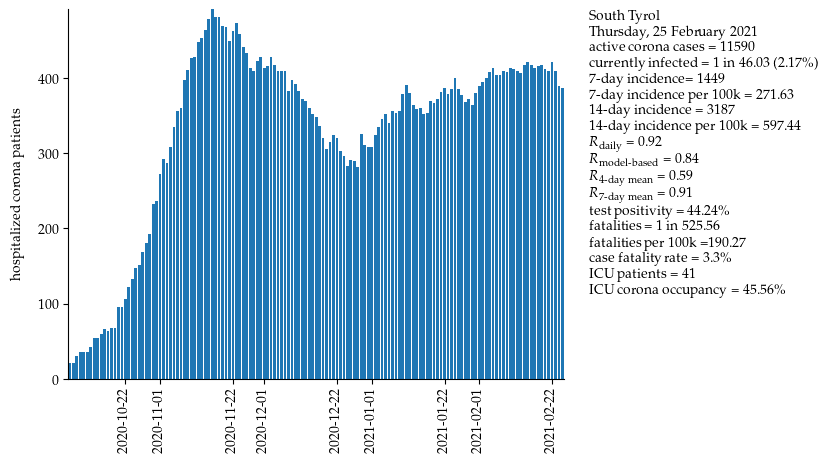 South Tyrol
Thursday, 25 February 2021
active corona cases = 11590
currently infected = 1 in 46.03 (2.17%)
7-day incidence= 1449
7-day incidence per 100k = 271.63
14-day incidence = 3187
14-day incidence per 100k = 597.44
R daily = 0.92
R model-based = 0.84
R 4-day mean = 0.59
R 7-day mean = 0.91
test positivity = 44.24%
fatalities = 1 in 525.56
fatalities per 100k =190.27
case fatality rate = 3.3%
ICU patients = 41
ICU corona occupancy = 45.56%
hospitalized corona patients
400
300
200
100
0
2020-10-22
2020-11-01
2020-11-22
2020-12-01
2020-12-22
2021-01-01
2021-01-22
2021-02-01
2021-02-22